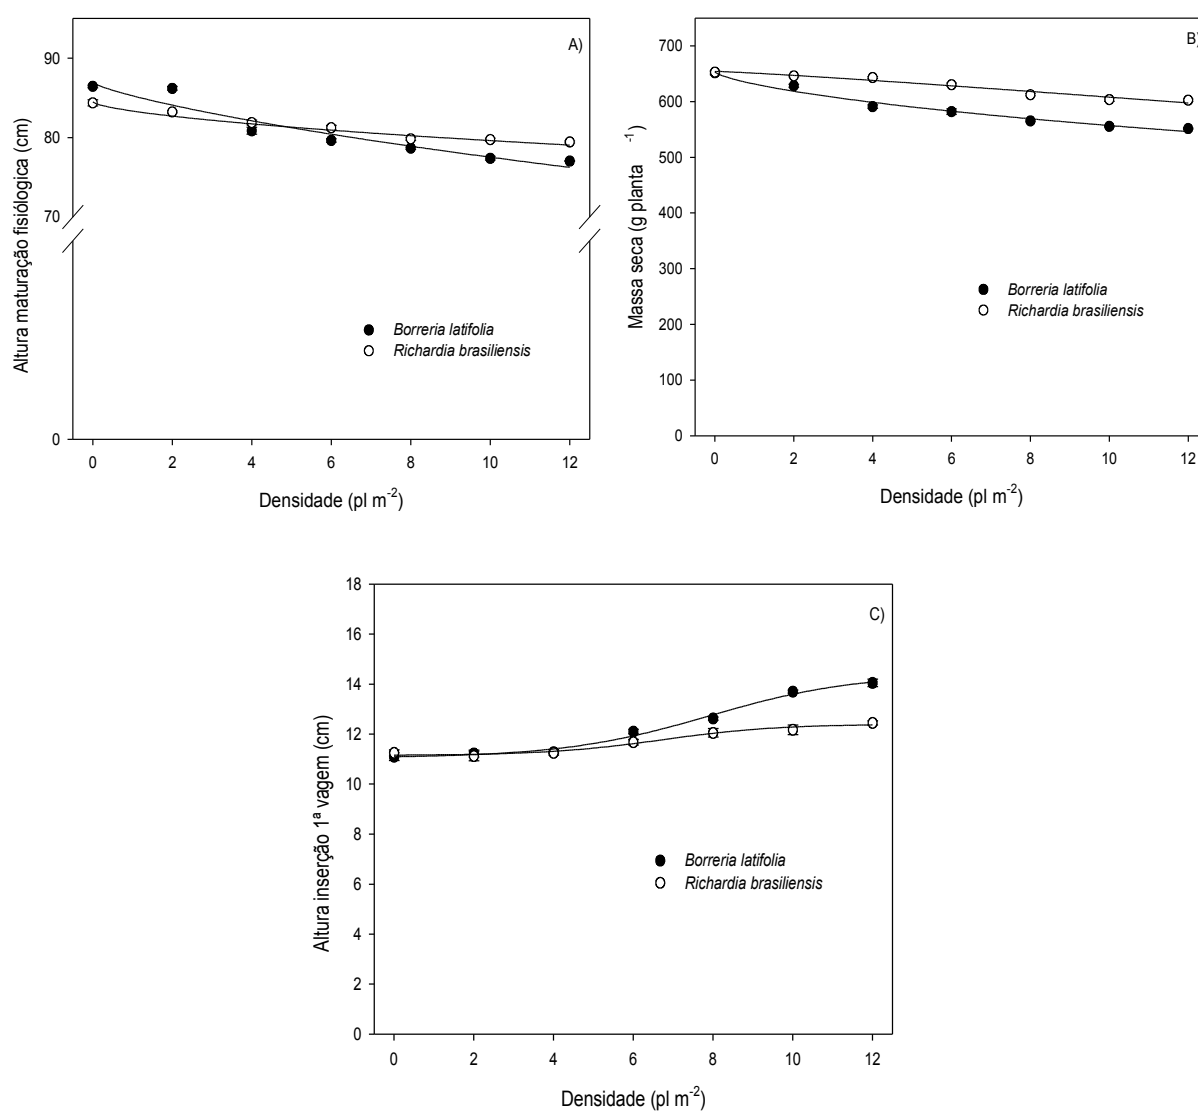 A)
90
80
70
0
Altura maturação fisiólogica (cm)
Borreria latifolia
Richardia brasiliensis
0 2 4 6 8 10 12
Densidade (pl m-2)
B)
700
600
500
400
300
200
100
0
Massa seca (g planta -1)
Borreria latifolia
Richardia brasiliensis
0 2 4 6 8 10 12
Densidade (pl m-2)
C)
18
16
14
12
10
8
6
4
2
0
Altura inserção 1ª vagem (cm)
Borreria latifolia
Richardia brasiliensis
0 2 4 6 8 10 12
Densidade (pl m-2)